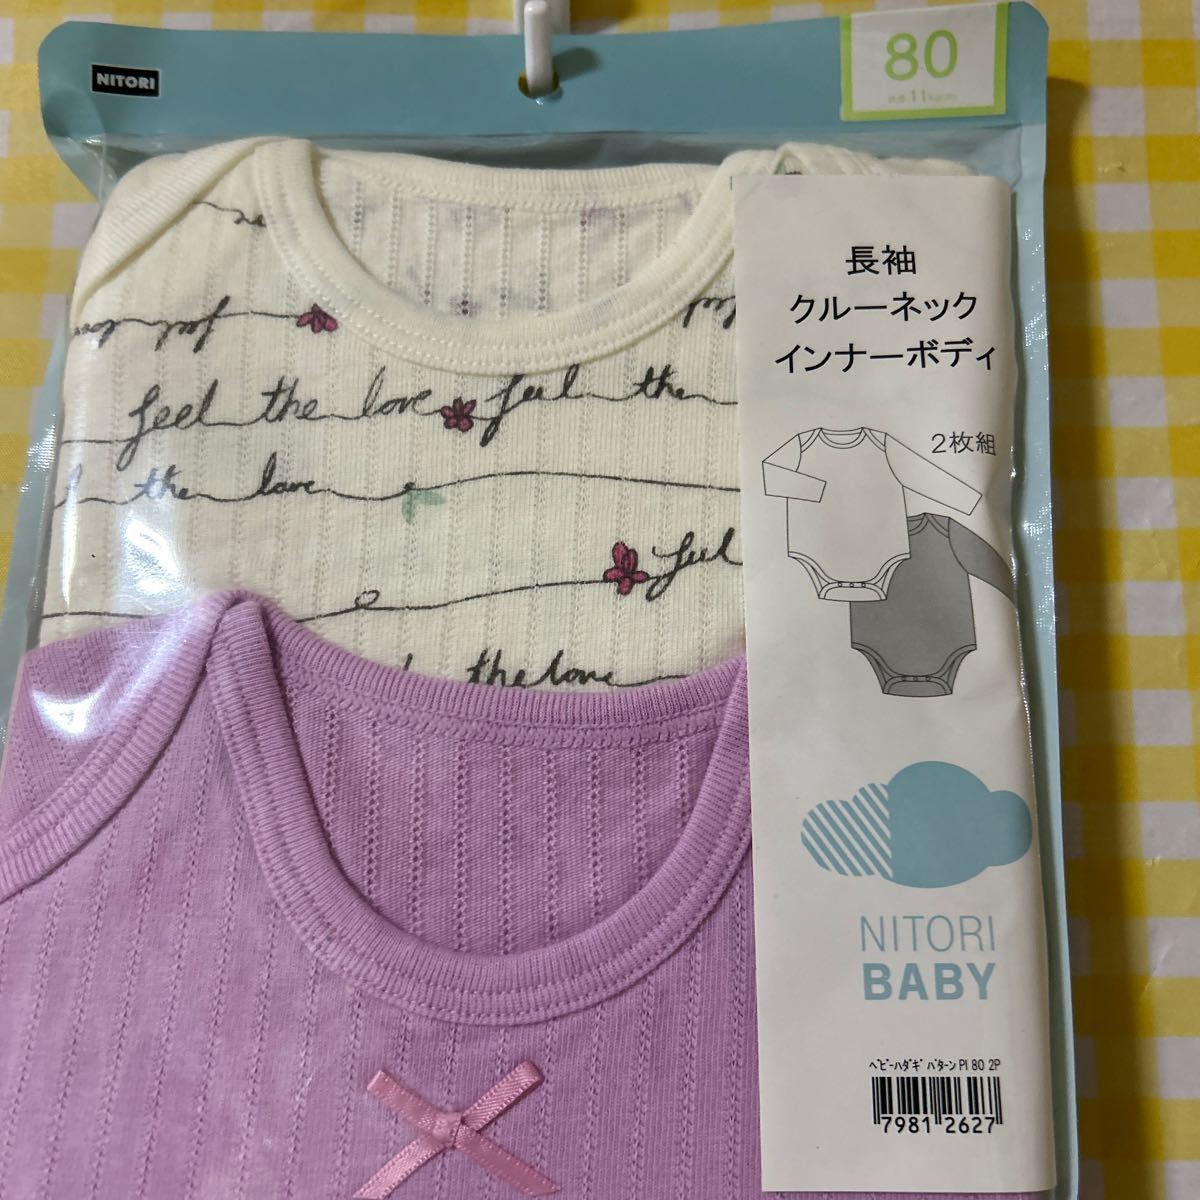 NITORI
80
11kg
長袖
クルーネック
インナーボディ
2枚組
feel the love feel the
the love
feel
the love
NITORI
BABY
ベビーハダギ パターンPI 80 2P
7981 2627